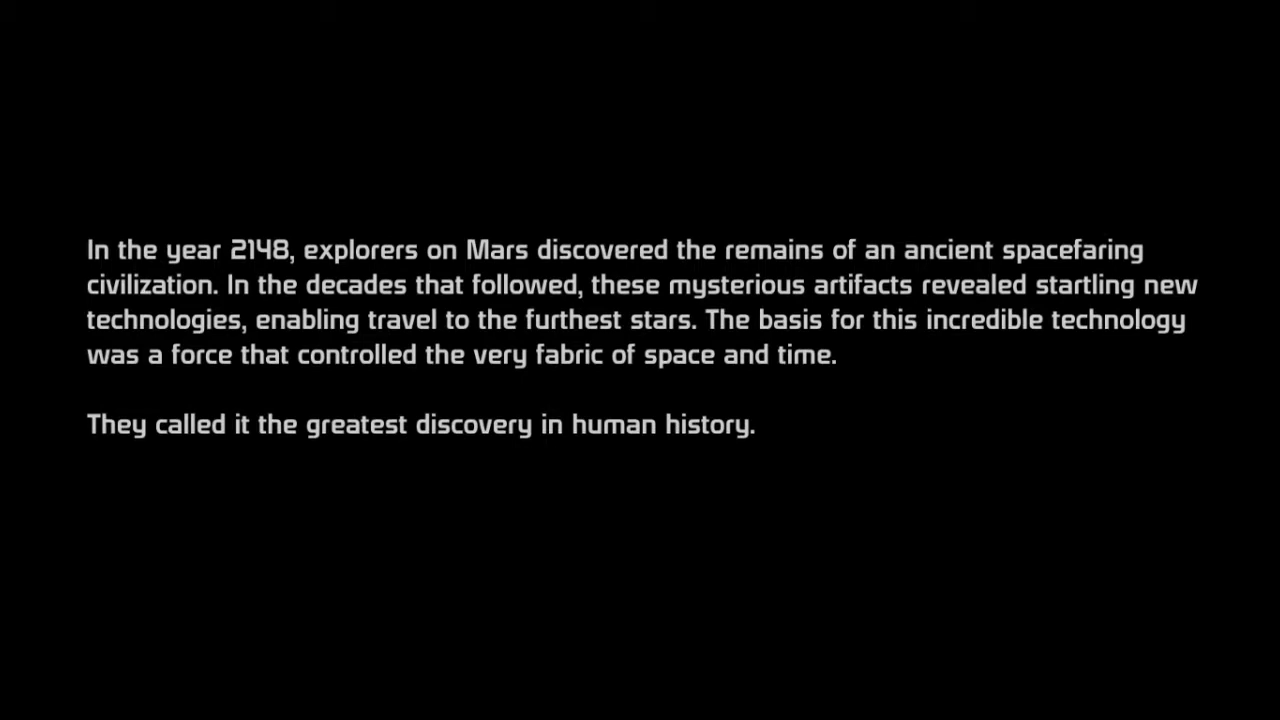 In the year 2148, explorers on Mars discovered the remains of an ancient spacefaring
civilization. In the decades that followed, these mysterious artifacts revealed startling new
technologies, enabling travel to the furthest stars. The basis for this incredible technology
was a force that controlled the very fabric of space and time.
They called it the greatest discovery in human history.